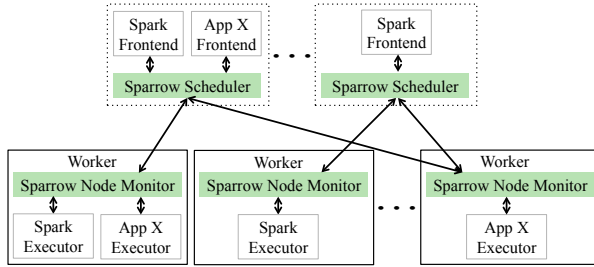 Spark
Frontend
App X
Frontend
Sparrow Scheduler
Spark
Frontend
Sparrow Scheduler
Worker
Sparrow Node Monitor
Spark
Executor
App X
Executor
Worker
Sparrow Node Monitor
Spark
Executor
Worker
Sparrow Node Monitor
App X
Executor